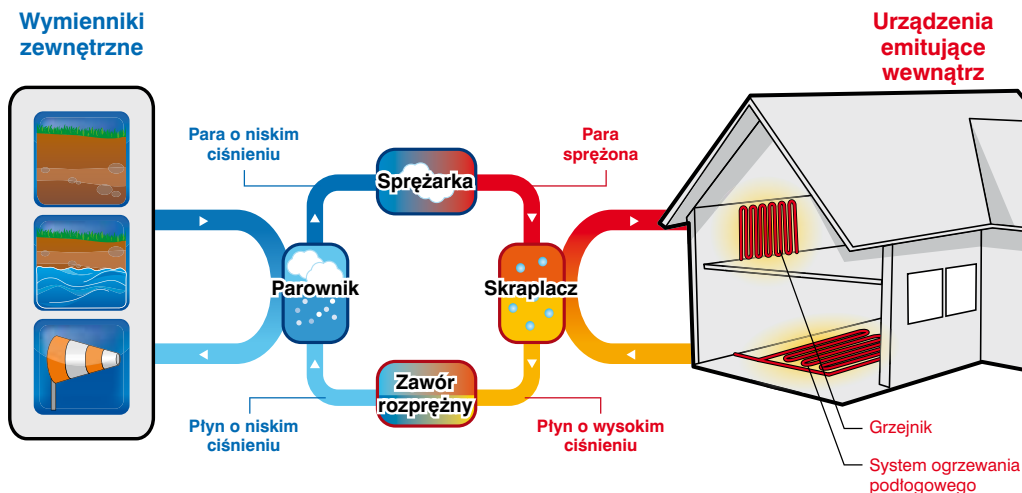 Wymienniki
zewnętrzne
Urządzenia
emitujące
wewnątrz
Para o niskim
ciśnieniu
Para
sprężona
Sprężarka
Parownik
Skraplacz
Zawór
rozprężny
Płyn o niskim
ciśnieniu
Płyn o wysokim
ciśnieniu
Grzejnik
System ogrzewania
podłogowego